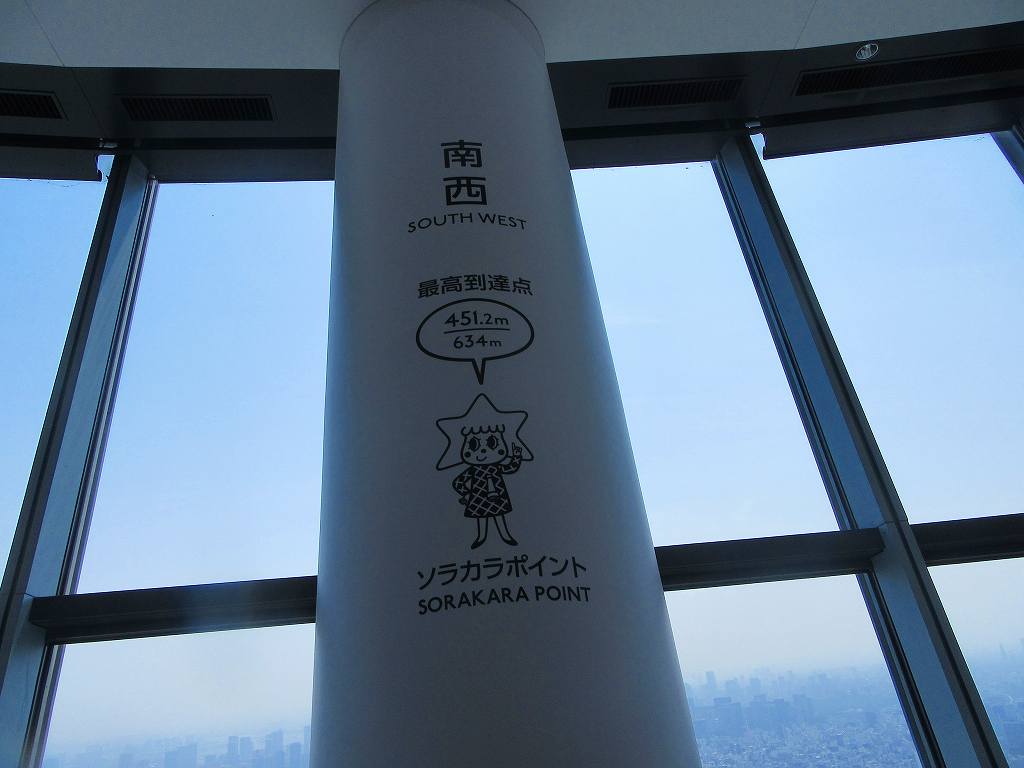 南
西
SOUTH WEST
最高到達点
451.2m
634m
ソラカラポイント
SORAKARA POINT